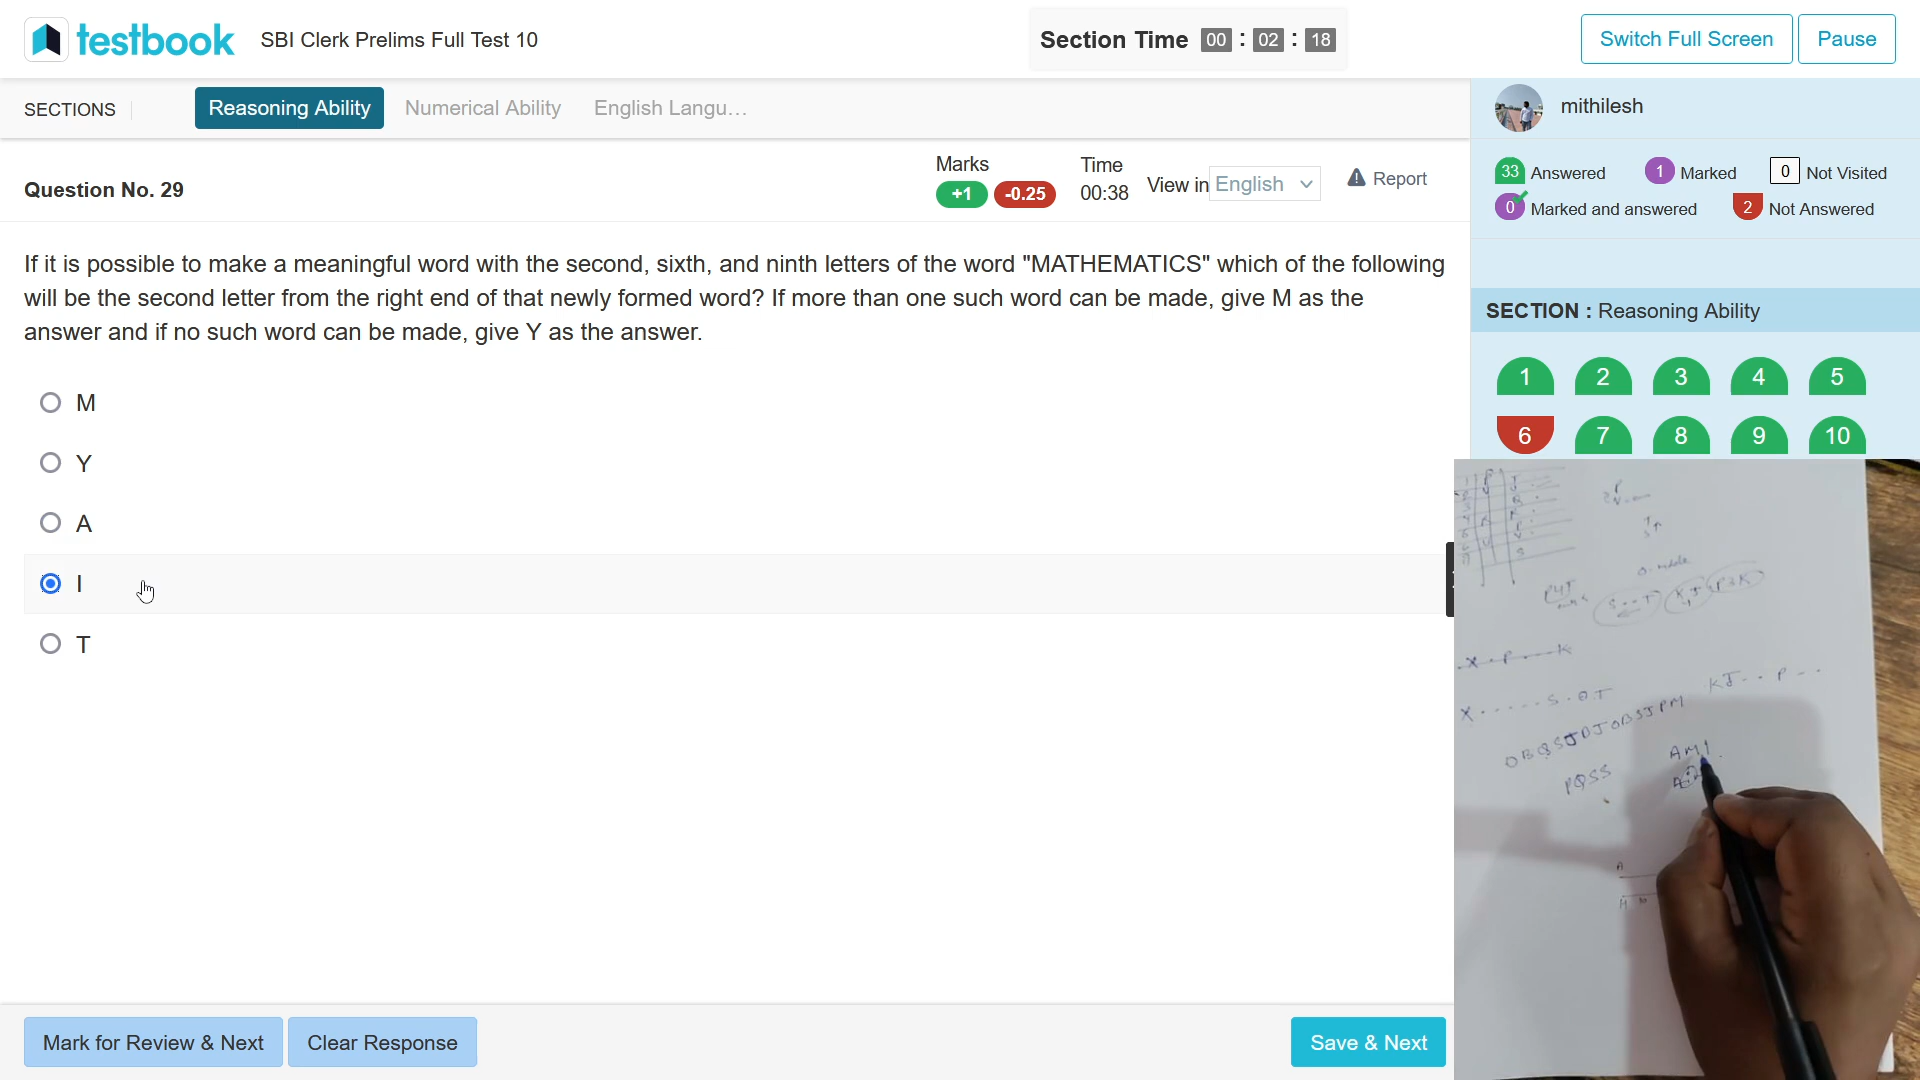 testbook SBI Clerk Prelims Full Test 10 Section Time 00 : 02 : 18 Switch Full Screen Pause
SECTIONS Reasoning Ability Numerical Ability English Langu... mithilesh
Question No. 29 Marks +1 -0.25 Time 00:38 View in English Report
33 Answered 1 Marked 0 Not Visited
0 Marked and answered 2 Not Answered
If it is possible to make a meaningful word with the second, sixth, and ninth letters of the word "MATHEMATICS" which of the following
will be the second letter from the right end of that newly formed word? If more than one such word can be made, give M as the
answer and if no such word can be made, give Y as the answer.
SECTION : Reasoning Ability
1 2 3 4 5
6 7 8 9 10
M
Y
A
I
T
X . . . . . S . O T
K J . . P . .
O B Q S J D J O B S J P M
P Q S S
A M I
Mark for Review & Next Clear Response Save & Next